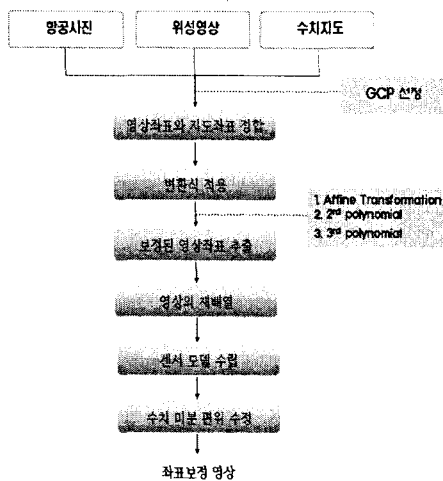 항공사진
위성영상
수치지도
GCP 선정
영상좌표와 지도좌표 정합
변환식 적용
1. Affine Transformation
2. 2nd polynomial
3. 3rd polynomial
보정된 영상좌표 추출
영상의 재배열
센서 모델 수립
수치 미분 편위 수정
좌표보정 영상